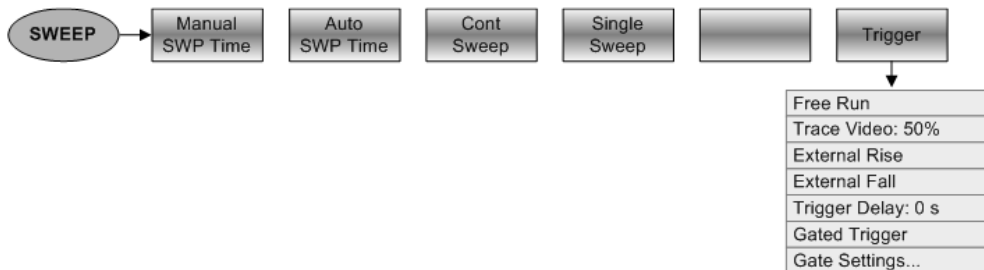 SWEEP
Manual
SWP Time
Auto
SWP Time
Cont
Sweep
Single
Sweep
Trigger
Free Run
Trace Video: 50%
External Rise
External Fall
Trigger Delay: 0 s
Gated Trigger
Gate Settings...